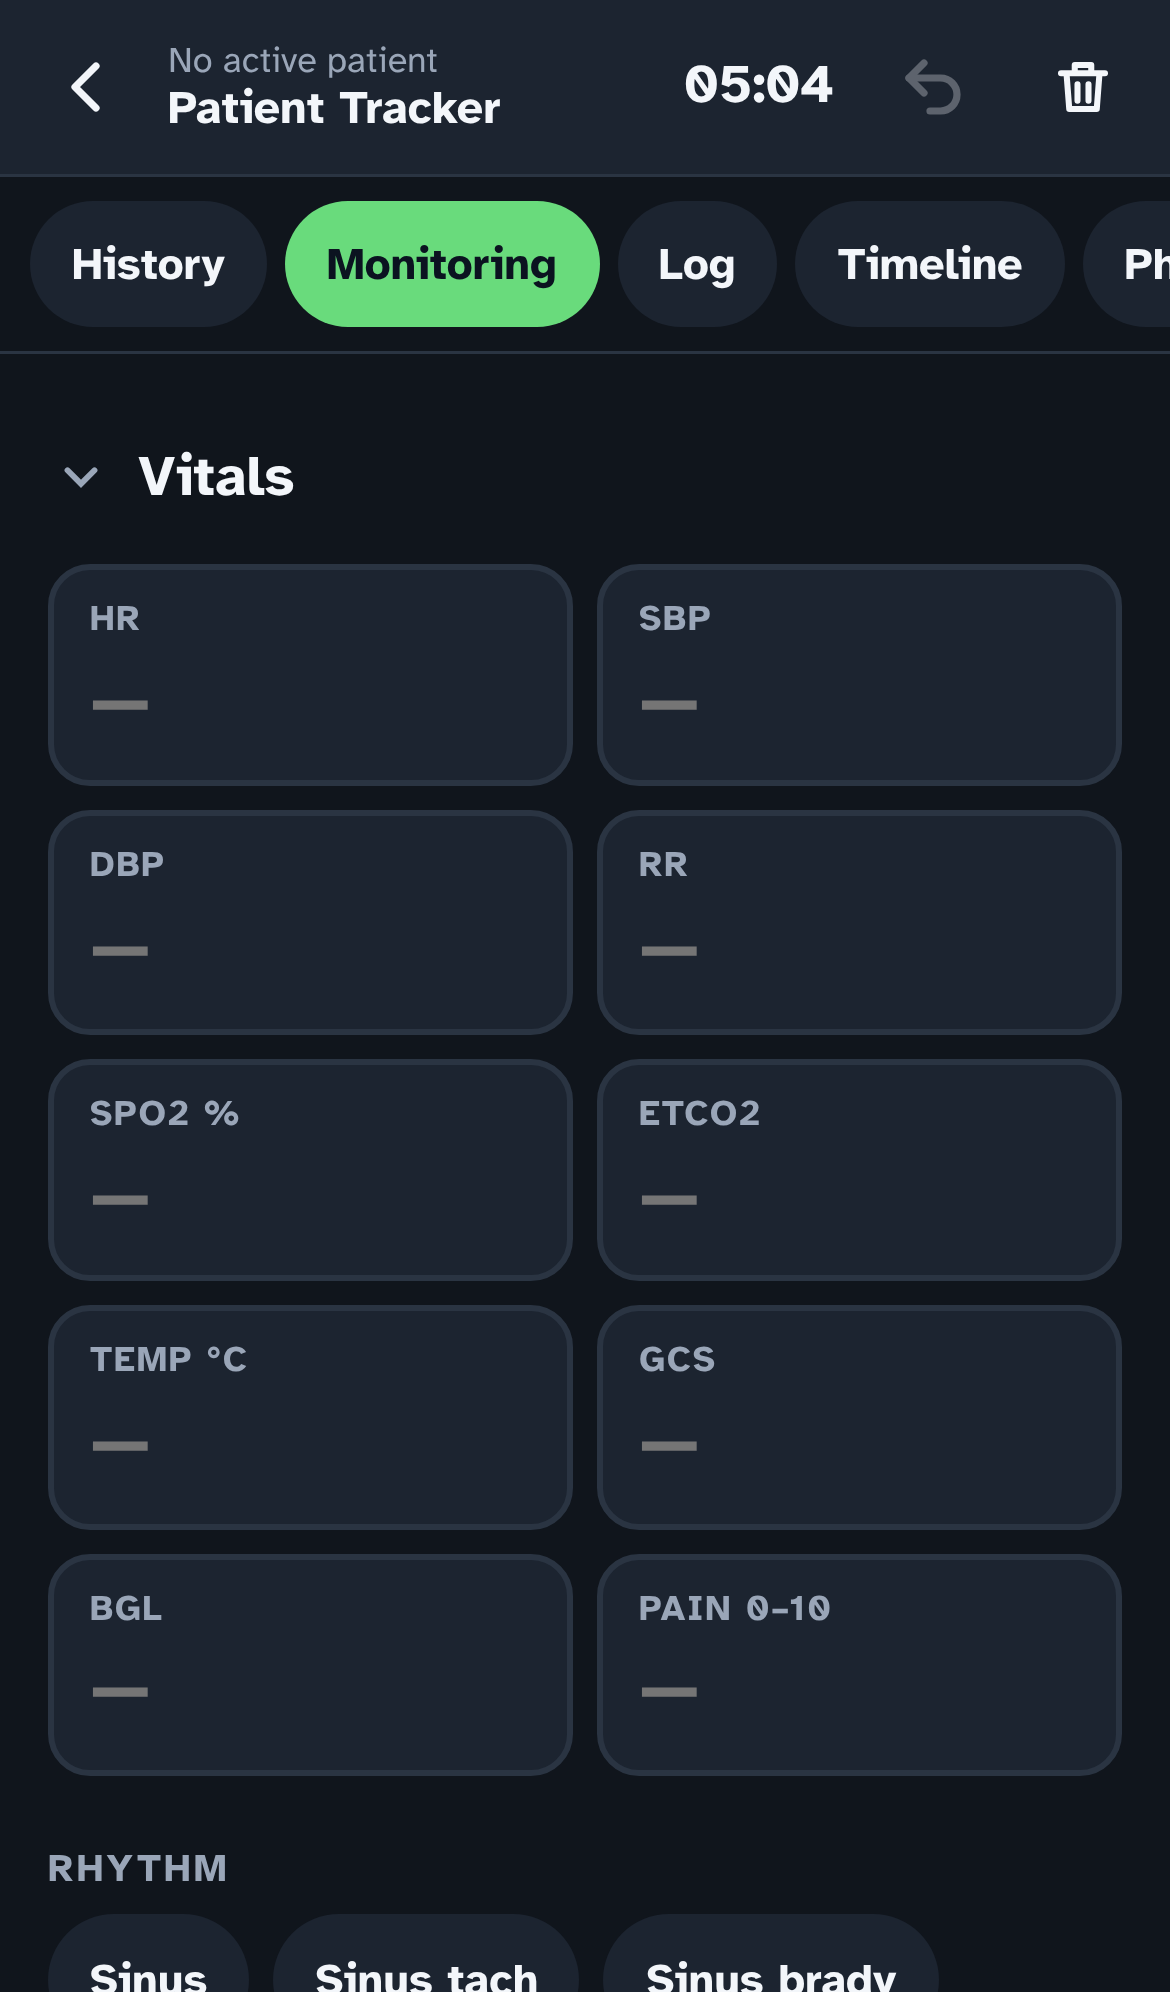 No active patient
Patient Tracker
05:04
History Monitoring Log Timeline Ph
Vitals
HR SBP
— —
DBP RR
— —
SPO2 % ETCO2
— —
TEMP °C GCS
— —
BGL PAIN 0–10
— —
RHYTHM
Sinus Sinus tach Sinus brady